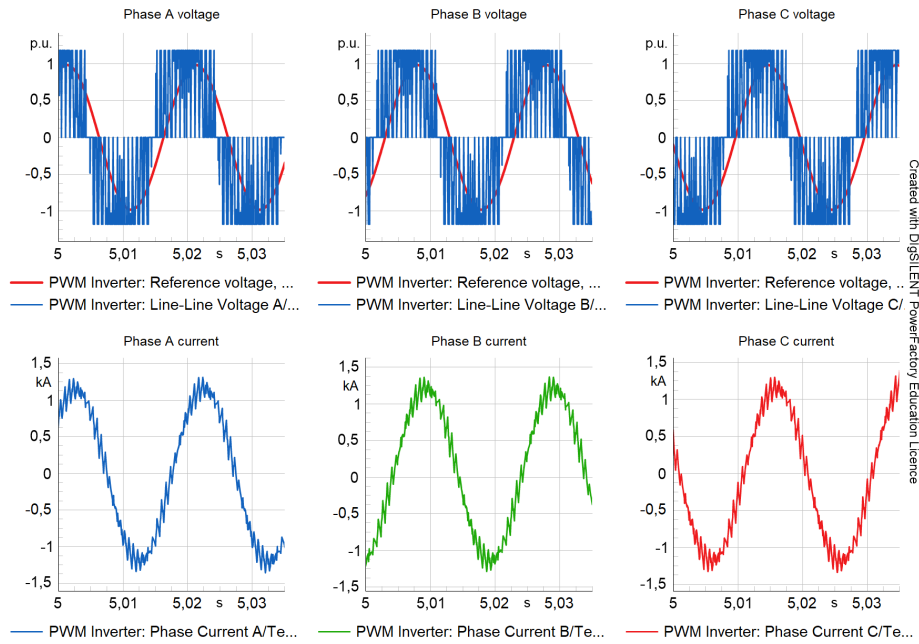 Phase A voltage
p.u.
1
0,5
0
-0,5
-1
5
5,01
5,02
s
5,03
PWM Inverter: Reference voltage, ...
PWM Inverter: Line-Line Voltage A/...
Phase B voltage
p.u.
1
0,5
0
-0,5
-1
5
5,01
5,02
s
5,03
PWM Inverter: Reference voltage, ...
PWM Inverter: Line-Line Voltage B/...
Phase C voltage
p.u.
1
0,5
0
-0,5
-1
5
5,01
5,02
s
5,03
PWM Inverter: Reference voltage, ...
PWM Inverter: Line-Line Voltage C/...
Phase A current
1,5
kA
1
0,5
0
-0,5
-1
-1,5
5
5,01
5,02
s
5,03
PWM Inverter: Phase Current A/Te...
Phase B current
1,5
kA
1
0,5
0
-0,5
-1
-1,5
5
5,01
5,02
s
5,03
PWM Inverter: Phase Current B/Te...
Phase C current
1,5
kA
1
0,5
0
-0,5
-1
-1,5
5
5,01
5,02
s
5,03
PWM Inverter: Phase Current C/Te...
Created with DIgSILENT PowerFactory Education Licence